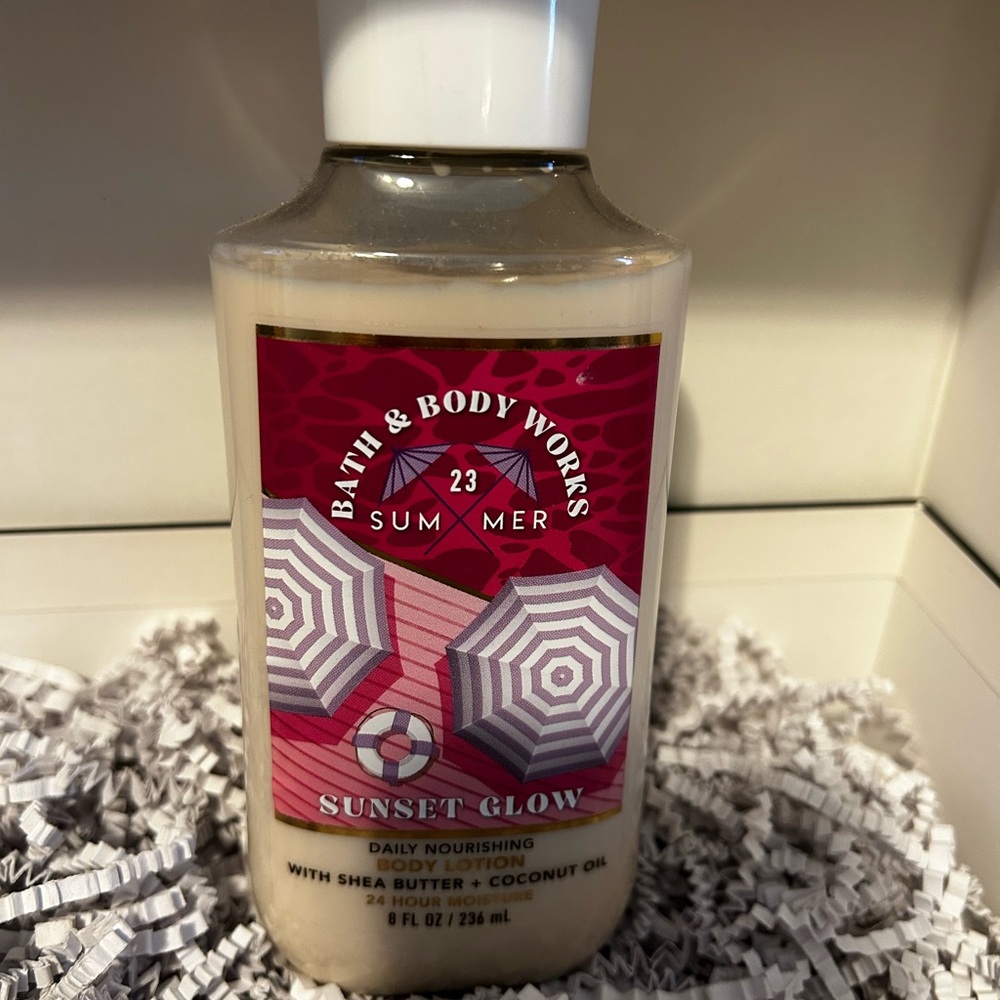 BATH & BODY WORKS
23
SUM MER
SUNSET GLOW
DAILY NOURISHING
BODY LOTION
WITH SHEA BUTTER + COCONUT OIL
24 HOUR MOISTURE
8 FL OZ / 236 mL